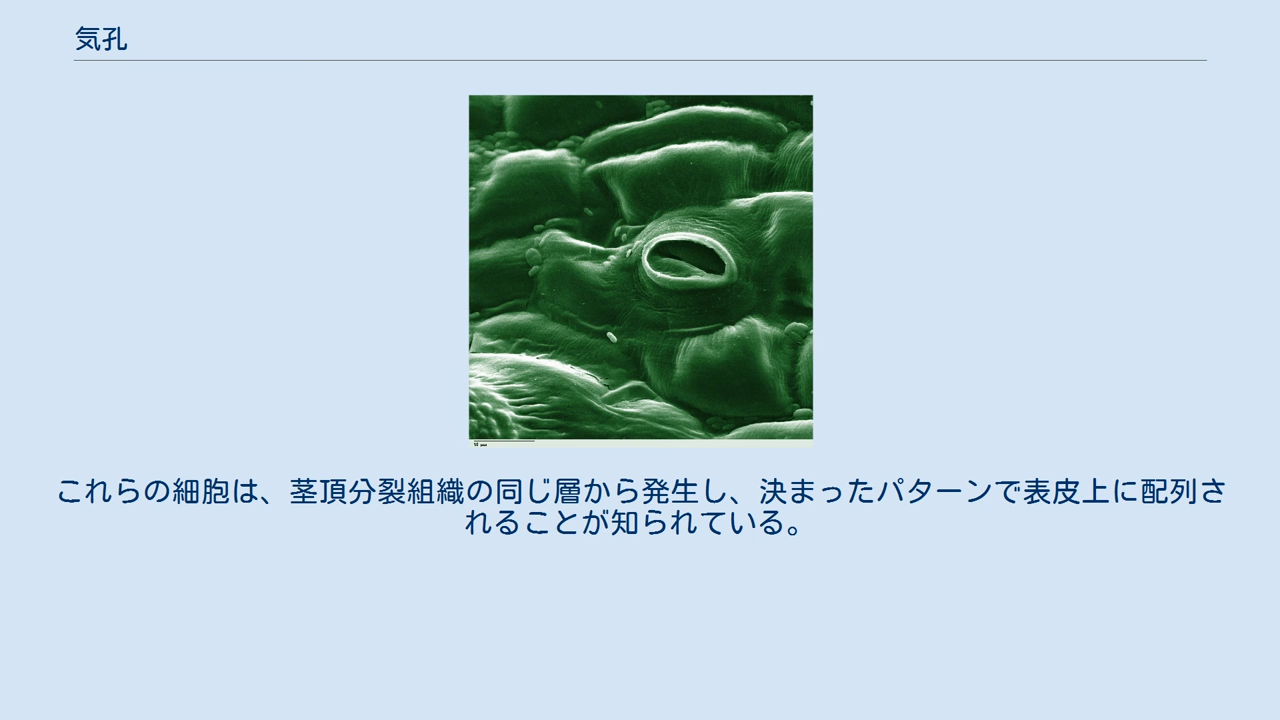 気孔
これらの細胞は、茎頂分裂組織の同じ層から発生し、決まったパターンで表皮上に配列さ
れることが知られている。